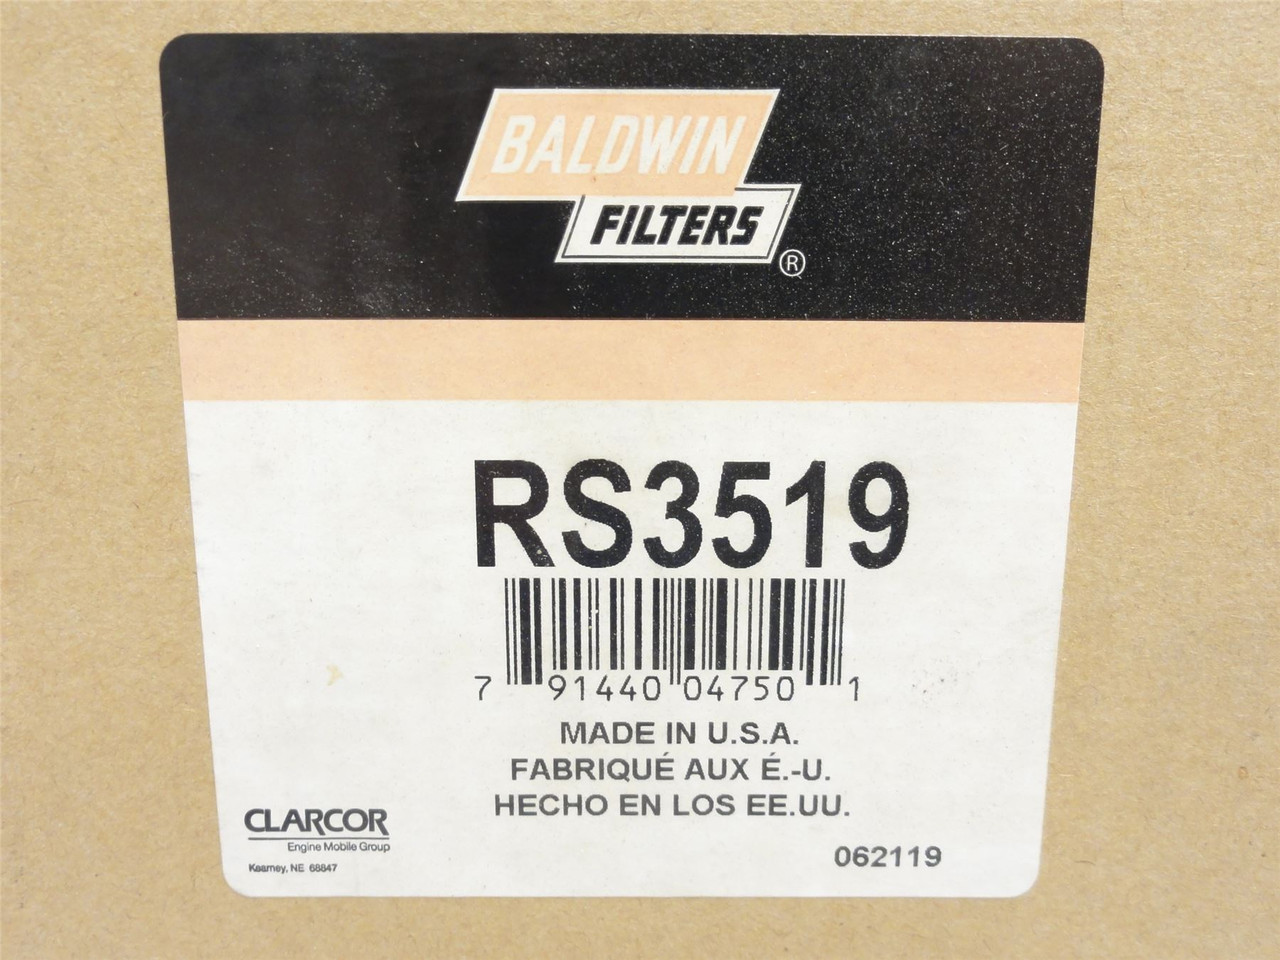 BALDWIN
FILTERS
®
RS3519
7 91440 04750 1
MADE IN U.S.A.
FABRIQUÉ AUX É.-U.
HECHO EN LOS EE.UU.
CLARCOR
Engine Mobile Group
Kearney, NE 68847
062119